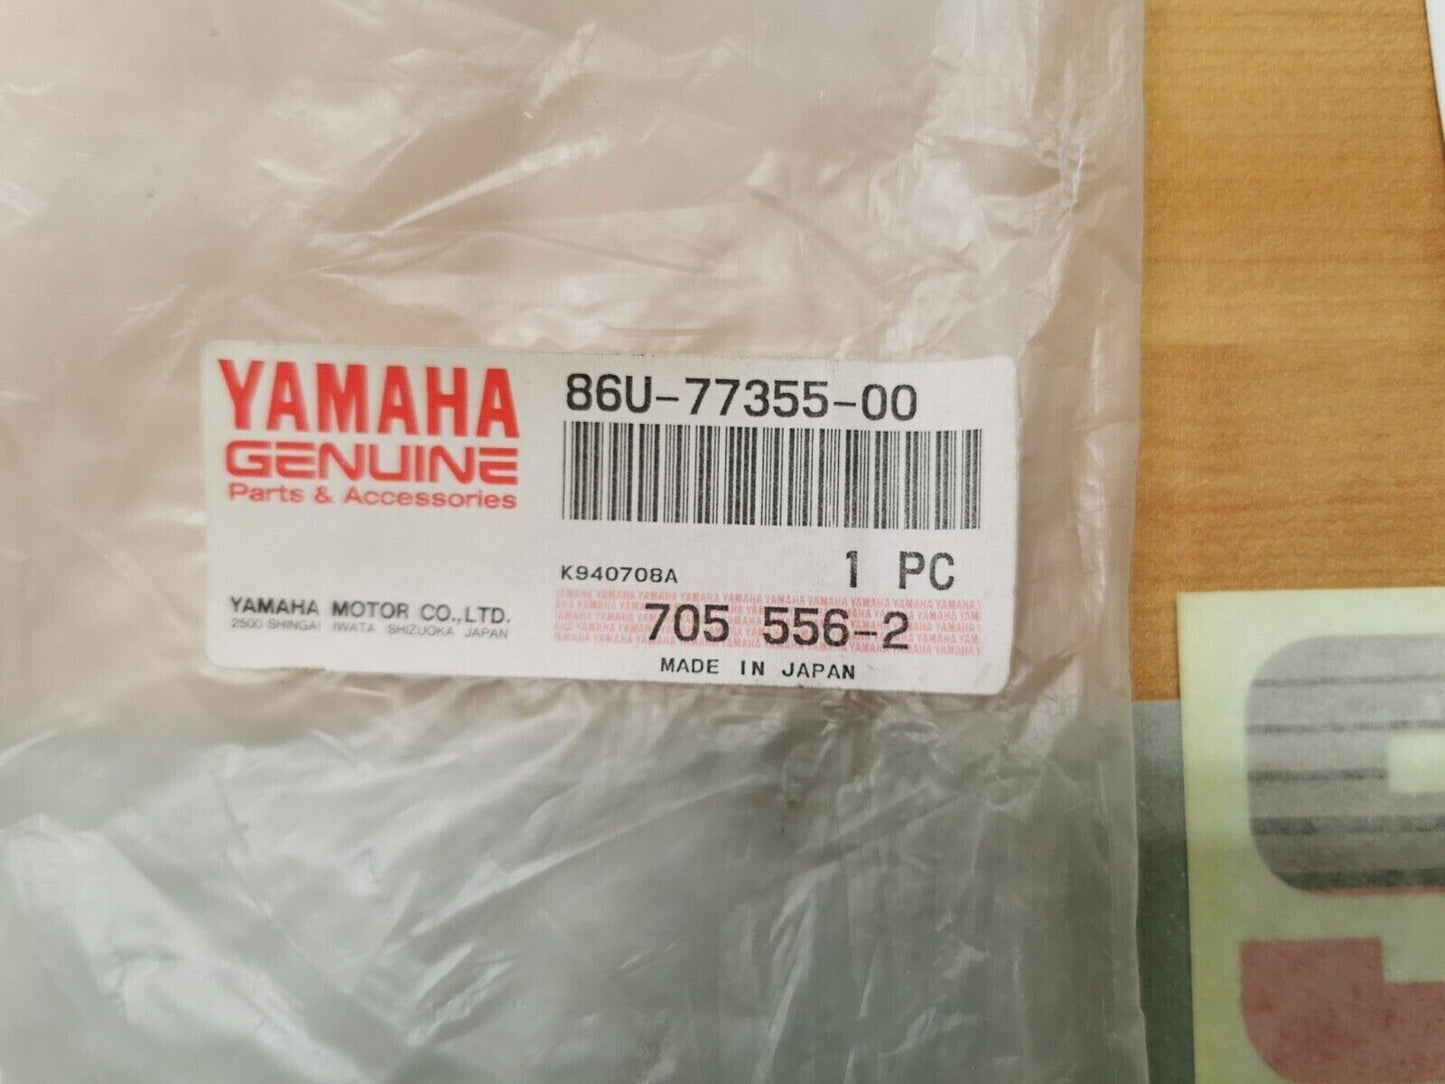 YAMAHA
GENUINE
Parts & Accessories
YAMAHA MOTOR CO.,LTD.
2500 SHINGAI IWATA SHIZUOKA JAPAN
86U-77355-00
K940708A
1 PC
705 556-2
MADE IN JAPAN